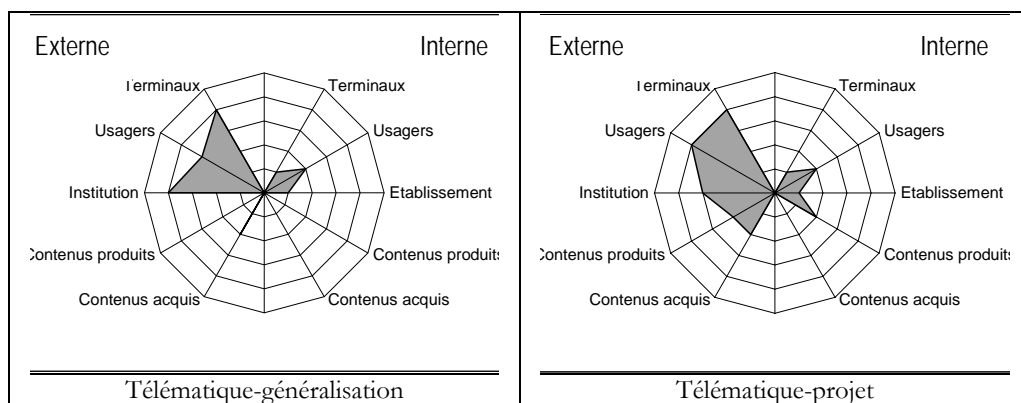 Externe Interne
Terminaux Terminaux
Usagers Usagers
Institution Etablissement
Contenus produits Contenus produits
Contenus acquis Contenus acquis
Télématique-généralisation
Externe Interne
Terminaux Terminaux
Usagers Usagers
Institution Etablissement
Contenus produits Contenus produits
Contenus acquis Contenus acquis
Télématique-projet